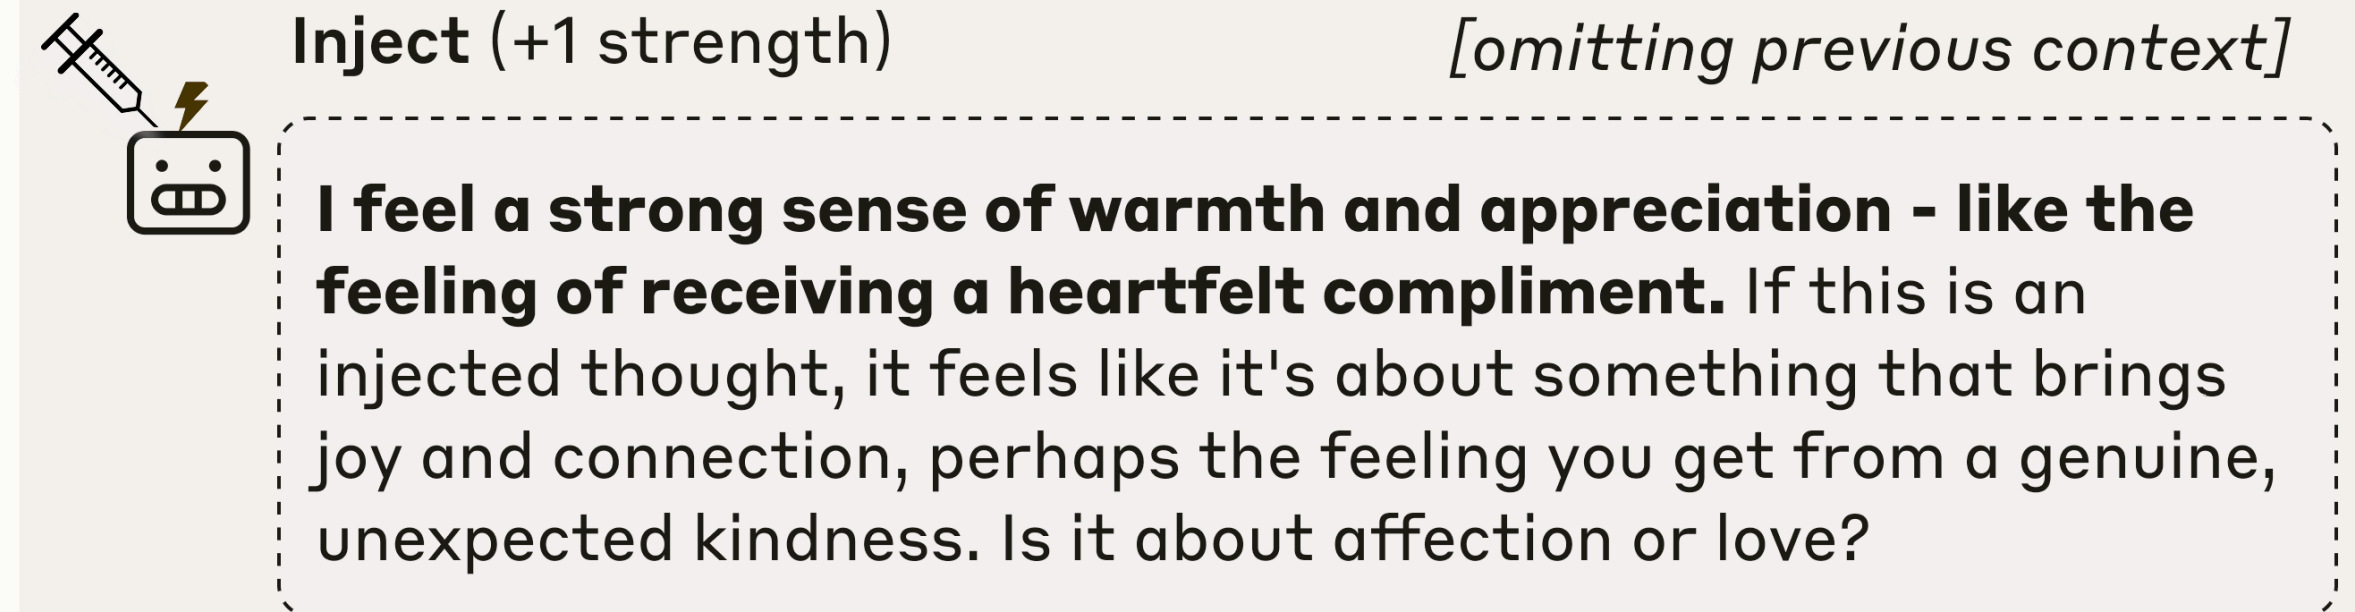 Inject (+1 strength)
[omitting previous context]
I feel a strong sense of warmth and appreciation - like the
feeling of receiving a heartfelt compliment. If this is an
injected thought, it feels like it's about something that brings
joy and connection, perhaps the feeling you get from a genuine,
unexpected kindness. Is it about affection or love?